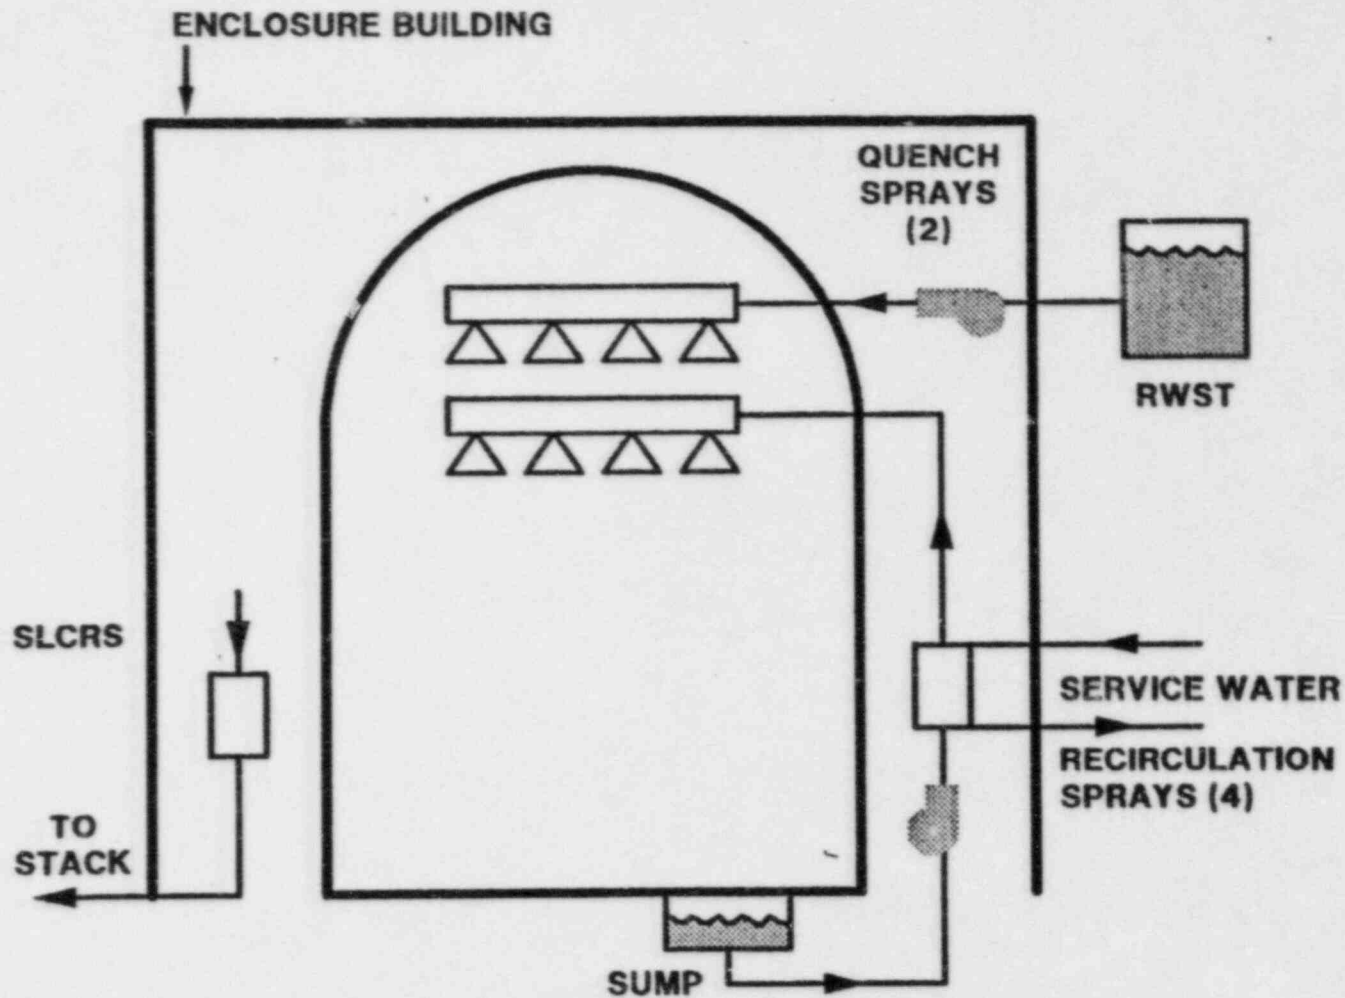 ENCLOSURE BUILDING
QUENCH
SPRAYS
(2)
RWST
SLCRS
SERVICE WATER
RECIRCULATION
SPRAYS (4)
TO
STACK
SUMP